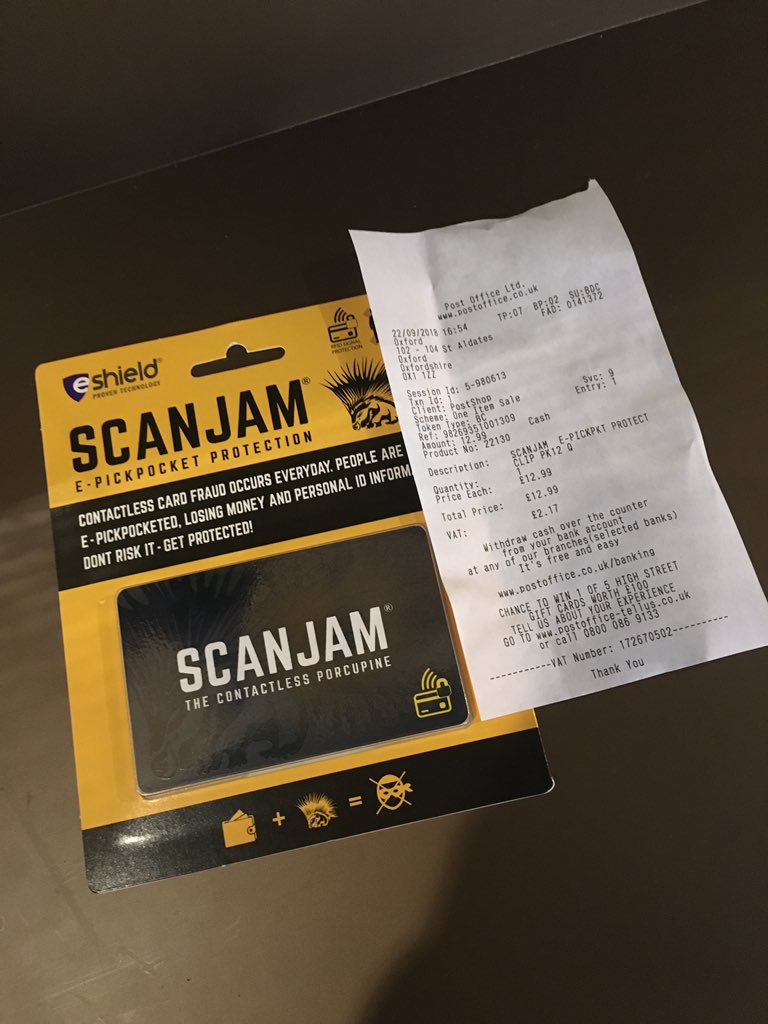 eshield®
PROVEN TECHNOLOGY
RFID SIGNAL
PROTECTION
SCANJAM®
E-PICKPOCKET PROTECTION
CONTACTLESS CARD FRAUD OCCURS EVERYDAY. PEOPLE ARE
E-PICKPOCKETED, LOSING MONEY AND PERSONAL ID INFORM
DONT RISK IT - GET PROTECTED!
SCANJAM®
THE CONTACTLESS PORCUPINE
+ =
Post Office Ltd.
www.postoffice.co.uk
22/09/2018 16:54 TP:07 BP:02 SU:BDC
Oxford FAD: 0141372
102 - 104 St Aldates
Oxford
Oxfordshire
OX1 1ZZ
Session Id: 5-980613
Txn Id: 1 Svc: 9
Client: PostShop Entry: 1
Scheme: One Item Sale
Token Type: BC
Ref: 98269351001309 Cash
Amount: 12.99
Product No: 22130
Description: SCANJAM E-PICKPKT PROTECT
CLIP PK12 Q
Quantity: 1
Price Each: £12.99
Total Price: £12.99
VAT: £2.17
Withdraw cash over the counter
from your bank account
at any of our branches(selected banks)
It's free and easy
www.postoffice.co.uk/banking
CHANCE TO WIN 1 OF 5 HIGH STREET
GIFT CARDS WORTH £100
TELL US ABOUT YOUR EXPERIENCE
GO TO www.postoffice-tellus.co.uk
or call 0800 086 9133
-----------VAT Number: 172670502-----------
Thank You